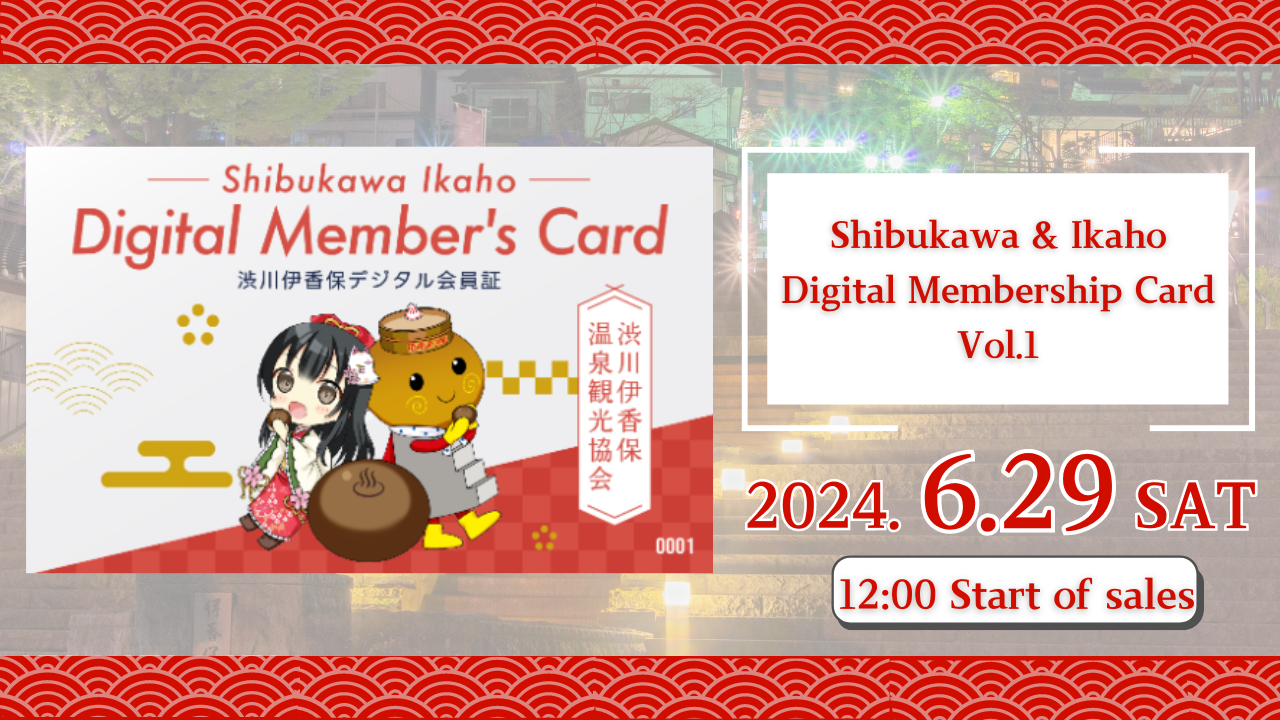 Shibukawa Ikaho
Digital Member's Card
渋川伊香保デジタル会員証
渋川伊香保
温泉観光協会
0001
Shibukawa & Ikaho
Digital Membership Card
Vol.1
2024. 6.29 SAT
12:00 Start of sales